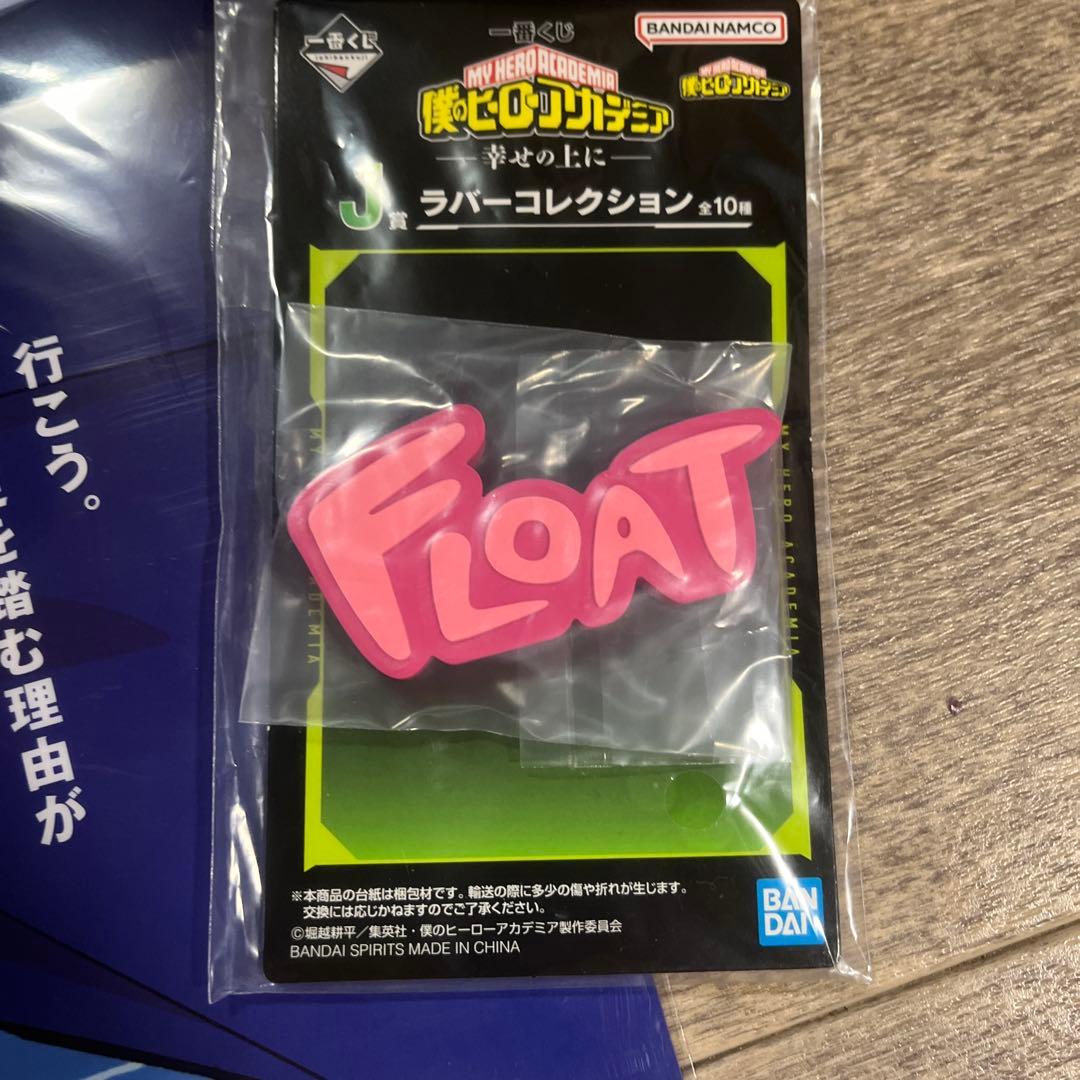 一番くじ
ichibankuji
一番くじ
MY HERO ACADEMIA
僕のヒーローアカデミア
幸せの上に
BANDAI NAMCO
MY HERO ACADEMIA
僕のヒーローアカデミア
J賞 ラバーコレクション 全10種
FLOAT
MY HERO ACADEMIA
※本商品の台紙は梱包材です。輸送の際に多少の傷や折れが生じます。
交換には応じかねますのでご了承ください。
©堀越耕平／集英社・僕のヒーローアカデミア製作委員会
BANDAI SPIRITS MADE IN CHINA
BAN
DAI
行こう。
を踏む理由が